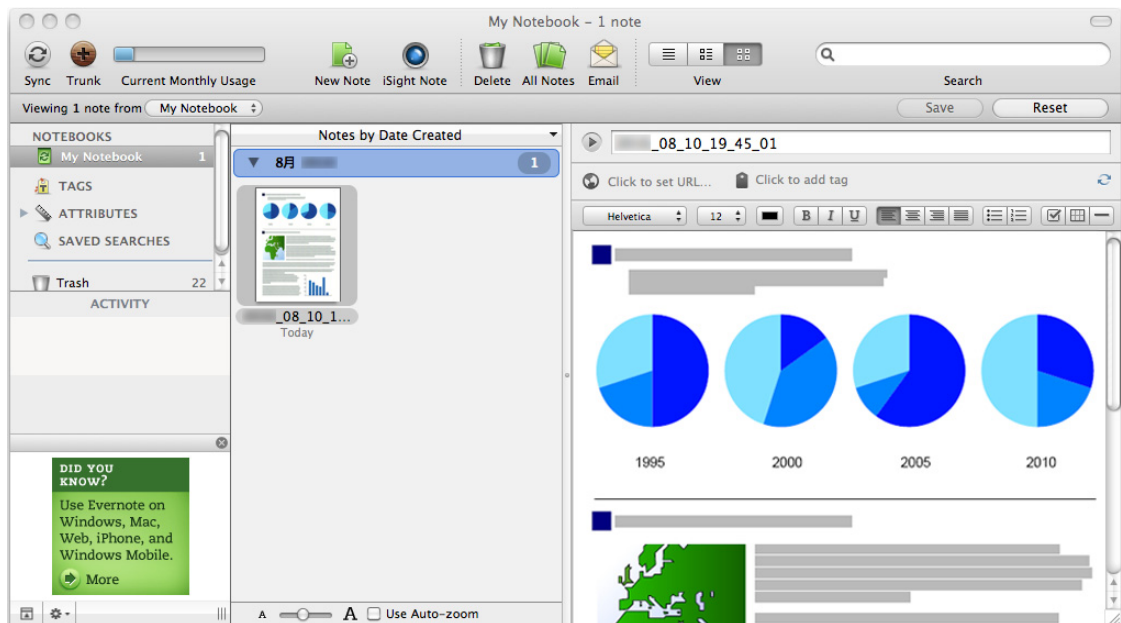 My Notebook – 1 note
Sync Trunk Current Monthly Usage New Note iSight Note Delete All Notes Email View Search
Viewing 1 note from My Notebook Save Reset
NOTEBOOKS
My Notebook 1
TAGS
ATTRIBUTES
SAVED SEARCHES
Trash 22
ACTIVITY
DID YOU
KNOW?
Use Evernote on
Windows, Mac,
Web, iPhone, and
Windows Mobile.
More
Notes by Date Created
8月 1
_08_10_1...
Today
A A Use Auto-zoom
_08_10_19_45_01
Click to set URL... Click to add tag
Helvetica 12 B I U
1995 2000 2005 2010